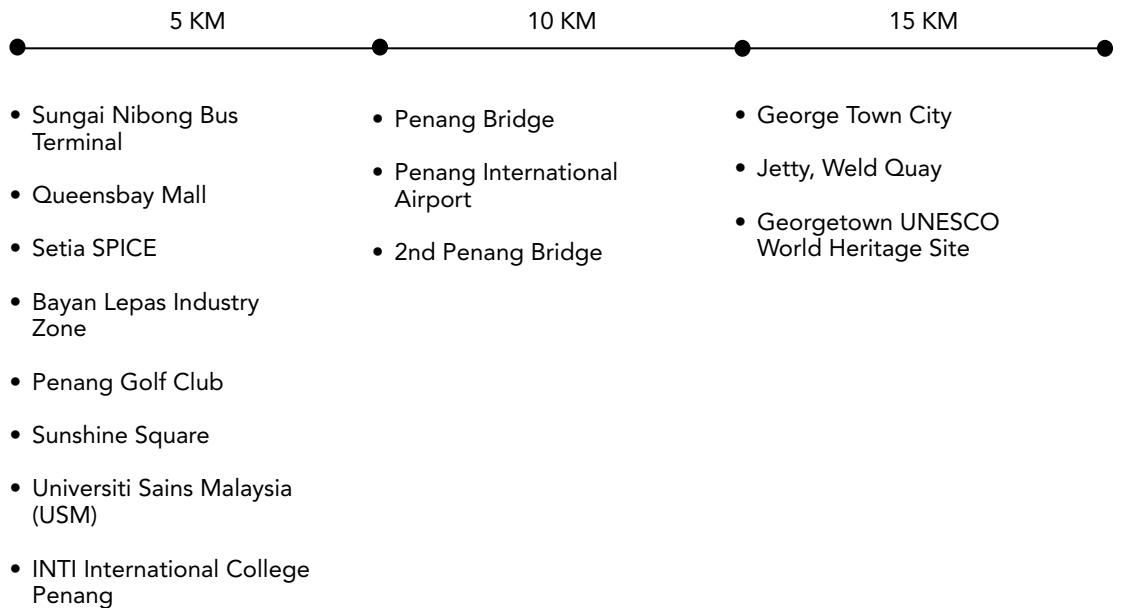 5 KM
10 KM
15 KM
• Sungai Nibong Bus
Terminal
• Queensbay Mall
• Setia SPICE
• Bayan Lepas Industry
Zone
• Penang Golf Club
• Sunshine Square
• Universiti Sains Malaysia
(USM)
• INTI International College
Penang
• Penang Bridge
• Penang International
Airport
• 2nd Penang Bridge
• George Town City
• Jetty, Weld Quay
• Georgetown UNESCO
World Heritage Site